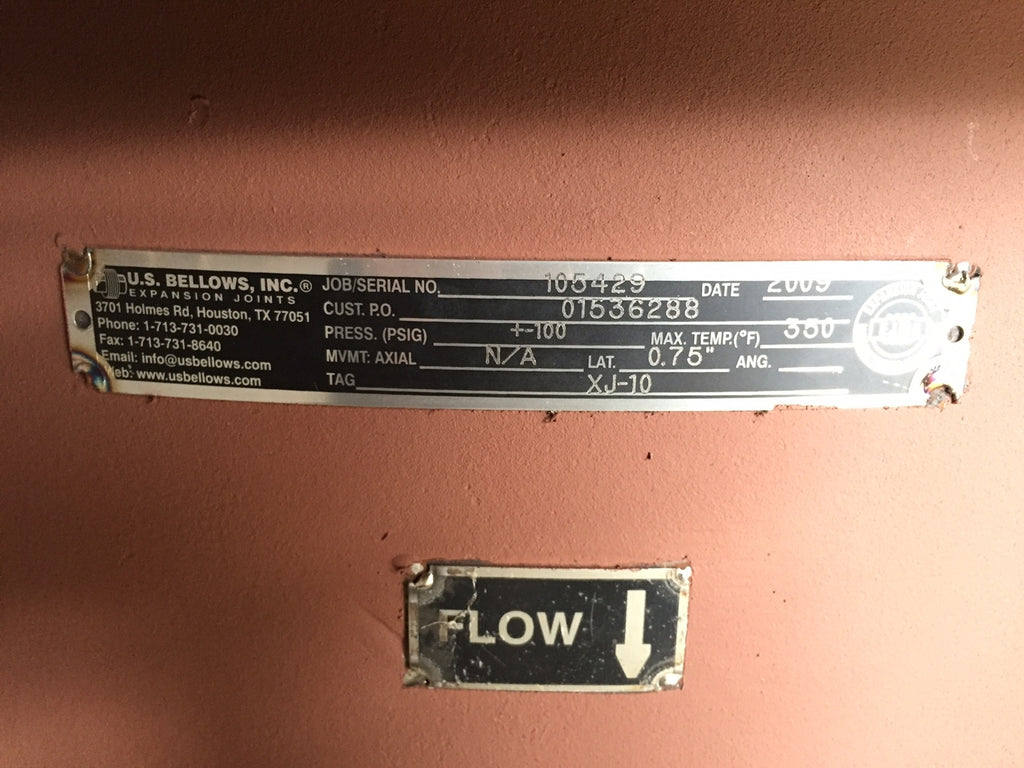 U.S. BELLOWS, INC.®
EXPANSION JOINTS
3701 Holmes Rd, Houston, TX 77051
Phone: 1-713-731-0030
Fax: 1-713-731-8640
Email: info@usbellows.com
Web: www.usbellows.com
JOB/SERIAL NO. 105429 DATE 2009
CUST. P.O. 01536288
PRESS. (PSIG) +-100 MAX. TEMP.(°F) 350
MVMT: AXIAL N/A LAT. 0.75" ANG.
TAG XJ-10
FLOW